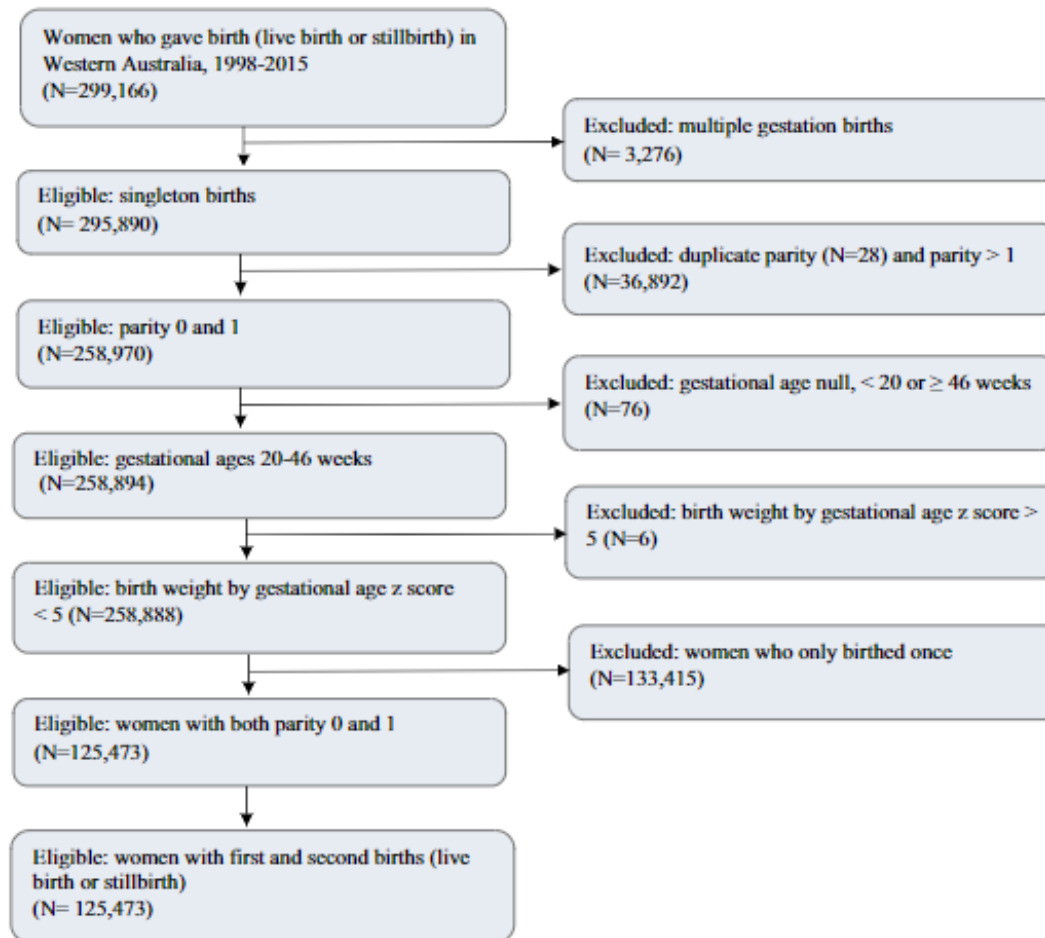 Women who gave birth (live birth or stillbirth) in
Western Australia, 1998-2015
(N=299,166)
Excluded: multiple gestation births
(N= 3,276)
Eligible: singleton births
(N= 295,890)
Excluded: duplicate parity (N=28) and parity > 1
(N=36,892)
Eligible: parity 0 and 1
(N=258,970)
Excluded: gestational age null, < 20 or ≥ 46 weeks
(N=76)
Eligible: gestational ages 20-46 weeks
(N=258,894)
Excluded: birth weight by gestational age z score >
5 (N=6)
Eligible: birth weight by gestational age z score
< 5 (N=258,888)
Excluded: women who only birthed once
(N=133,415)
Eligible: women with both parity 0 and 1
(N=125,473)
Eligible: women with first and second births (live
birth or stillbirth)
(N= 125,473)